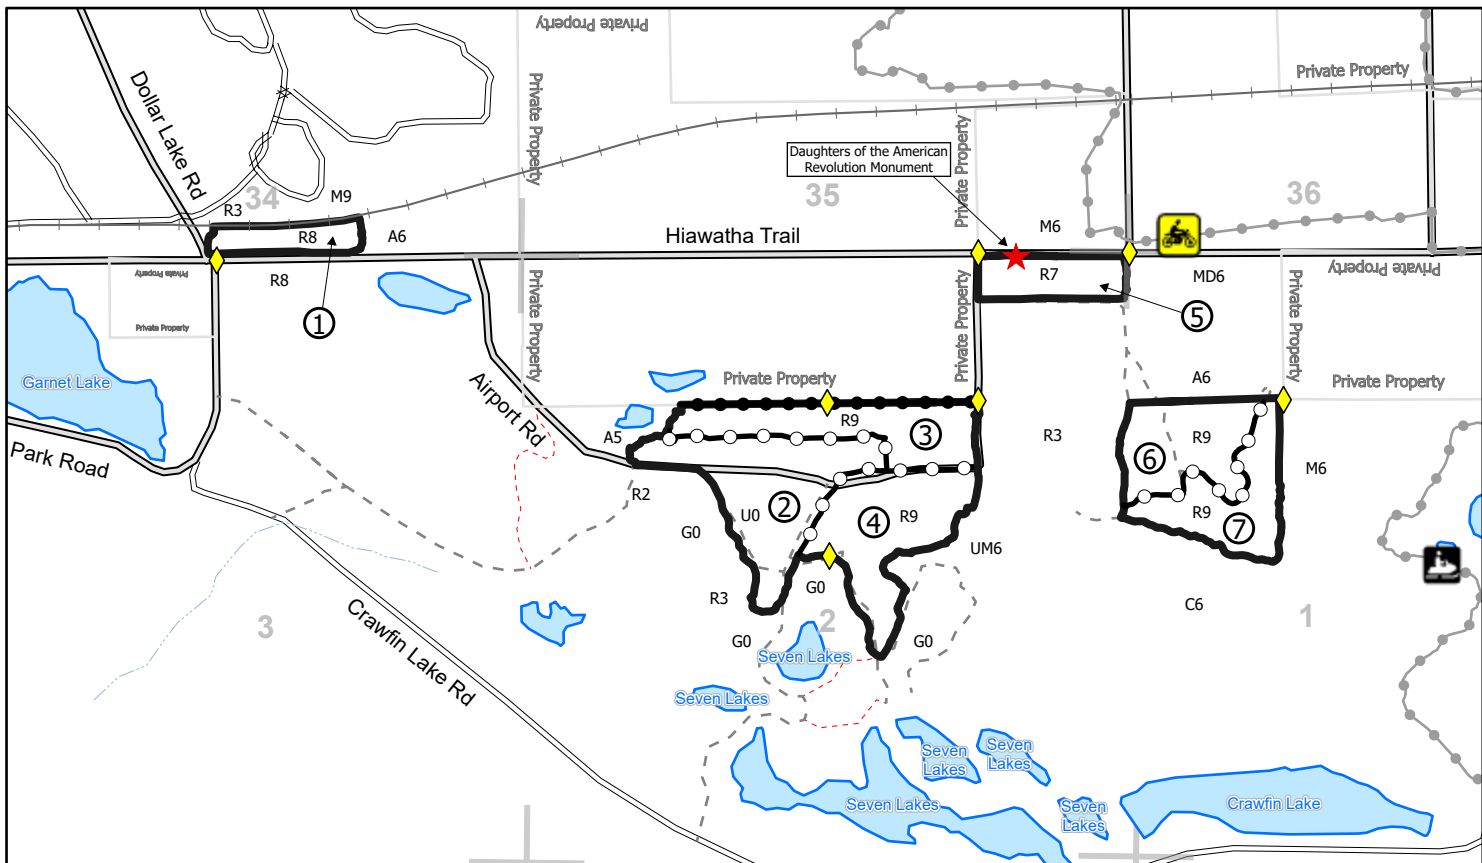 Private Property
Private Property
Dollar Lake Rd
Private Property
Private Property
Daughters of the American
Revolution Monument
34
M9
35
36
R3
R8
A6
Hiawatha Trail
M6
R8
Private Property
Private Property
1
Private Property
Private Property
R7
MD6
Private Property
5
Garnet Lake
Private Property
Private Property
A6
Private Property
Airport Rd
A5
R9
3
R3
R9
6
M6
Park Road
R2
U0
2
4
R9
R9
7
G0
UM6
R3
G0
C6
3
Crawfin Lake Rd
2
1
G0
Seven Lakes
G0
Seven Lakes
Seven
Lakes
Seven
Lakes
Seven Lakes
Seven
Lakes
Crawfin Lake